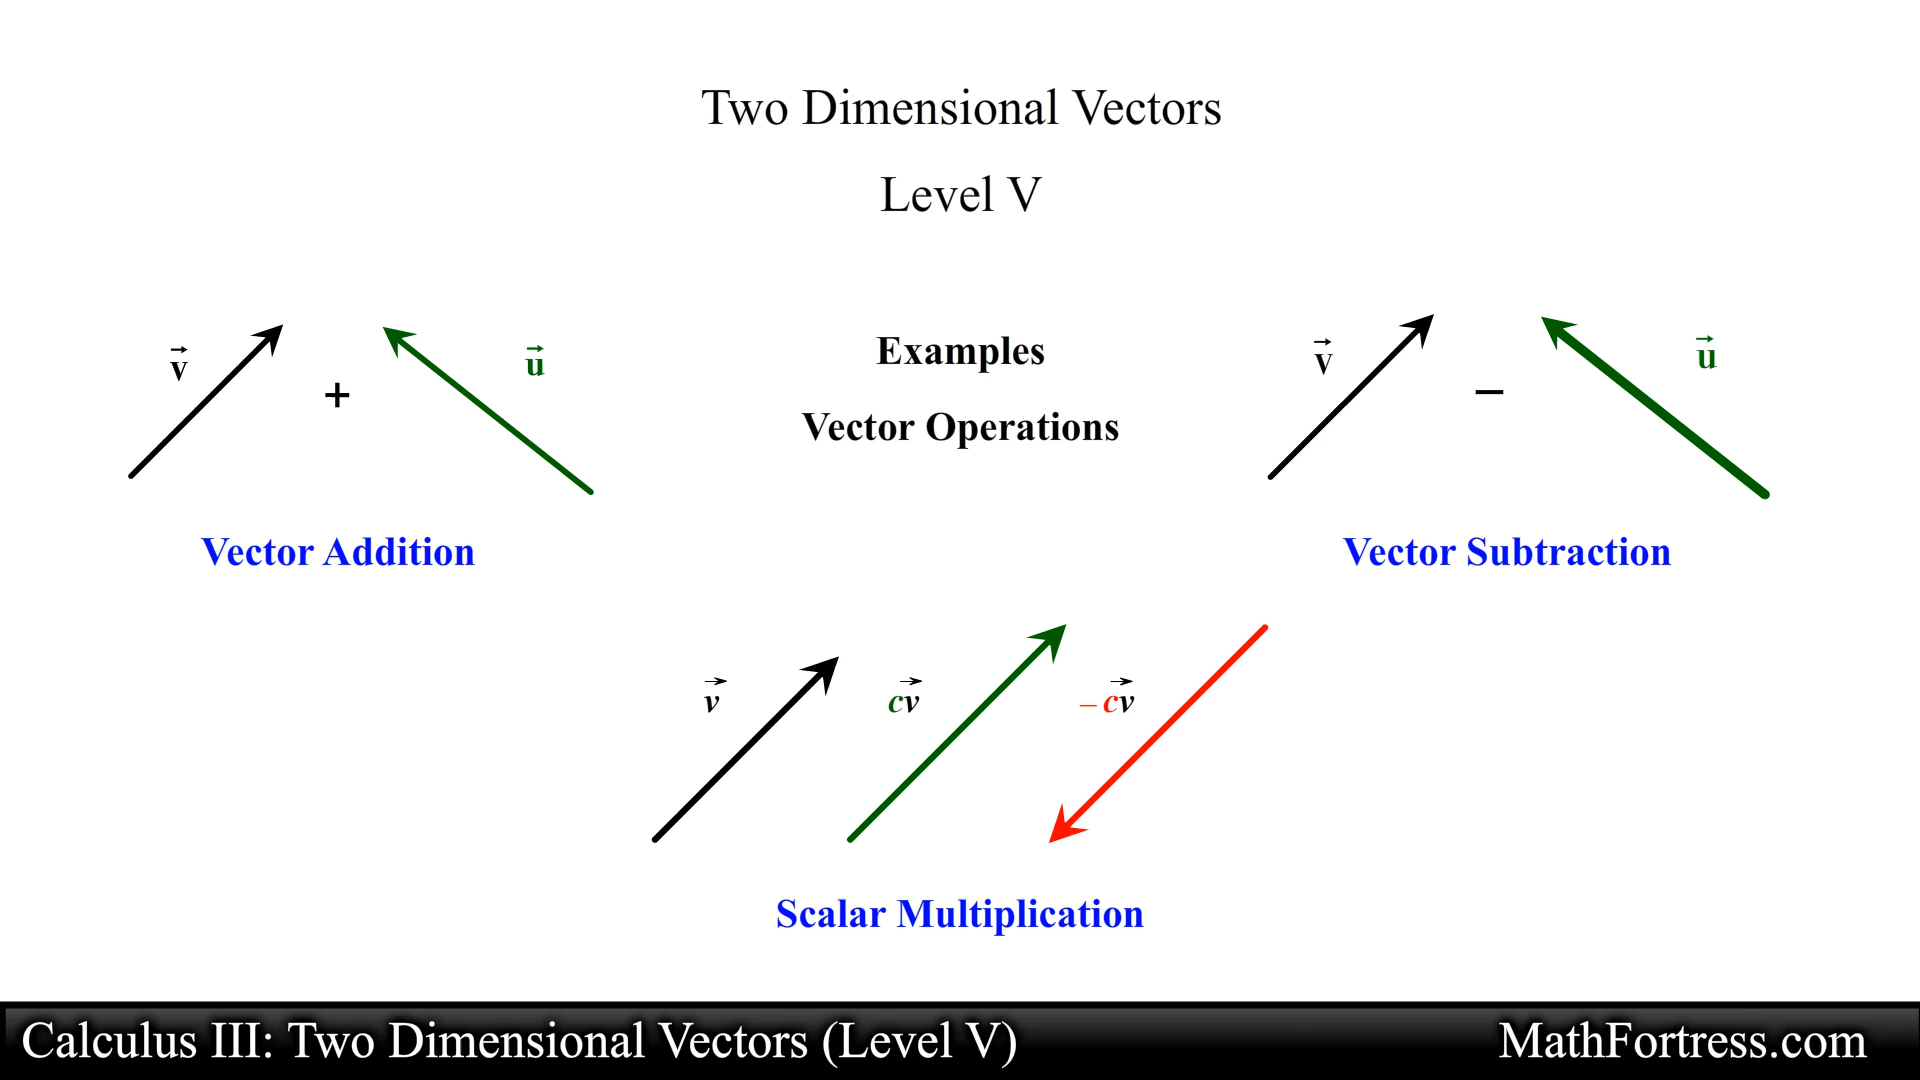 Two Dimensional Vectors
Level V
v⃗ + u⃗
Examples
Vector Operations
v⃗ − u⃗
Vector Addition
Vector Subtraction
v⃗ cv⃗ −cv⃗
Scalar Multiplication
Calculus III: Two Dimensional Vectors (Level V)
MathFortress.com